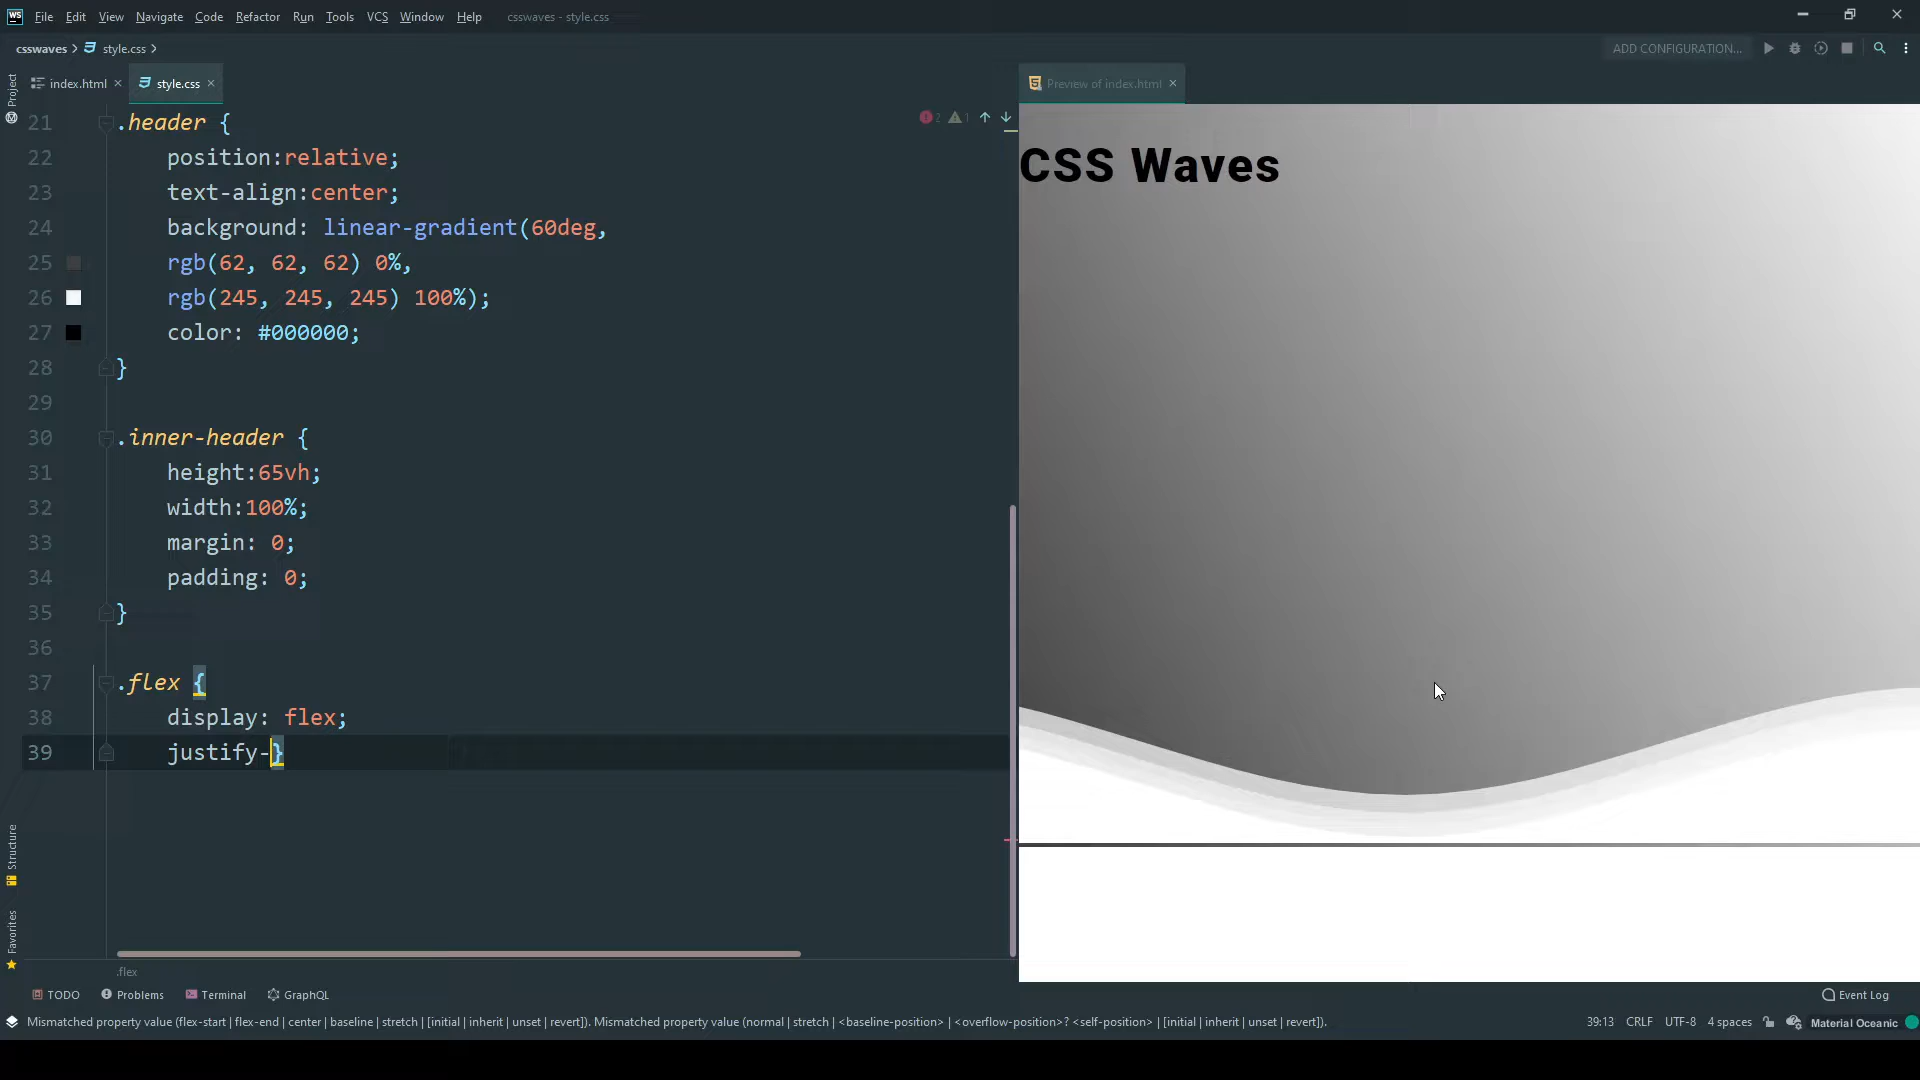 WS File Edit View Navigate Code Refactor Run Tools VCS Window Help csswaves - style.css
csswaves style.css
ADD CONFIGURATION...
Project
index.html
style.css
Preview of index.html
2 1
21 .header {
22 position:relative;
23 text-align:center;
24 background: linear-gradient(60deg,
25 rgb(62, 62, 62) 0%,
26 rgb(245, 245, 245) 100%);
27 color: #000000;
28 }
29
30 .inner-header {
31 height:65vh;
32 width:100%;
33 margin: 0;
34 padding: 0;
35 }
36
37 .flex {
38 display: flex;
39 justify-}
CSS Waves
Structure
Favorites
.flex
TODO Problems Terminal GraphQL
Event Log
Mismatched property value (flex-start | flex-end | center | baseline | stretch | [initial | inherit | unset | revert]). Mismatched property value (normal | stretch | <baseline-position> | <overflow-position>? <self-position> | [initial | inherit | unset | revert]).
39:13 CRLF UTF-8 4 spaces Material Oceanic